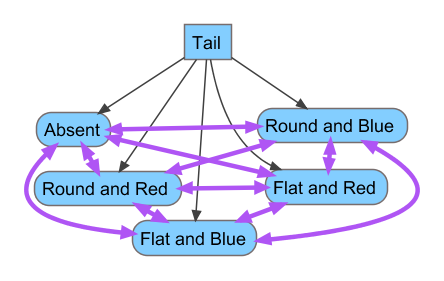 Tail
Absent
Round and Blue
Round and Red
Flat and Red
Flat and Blue